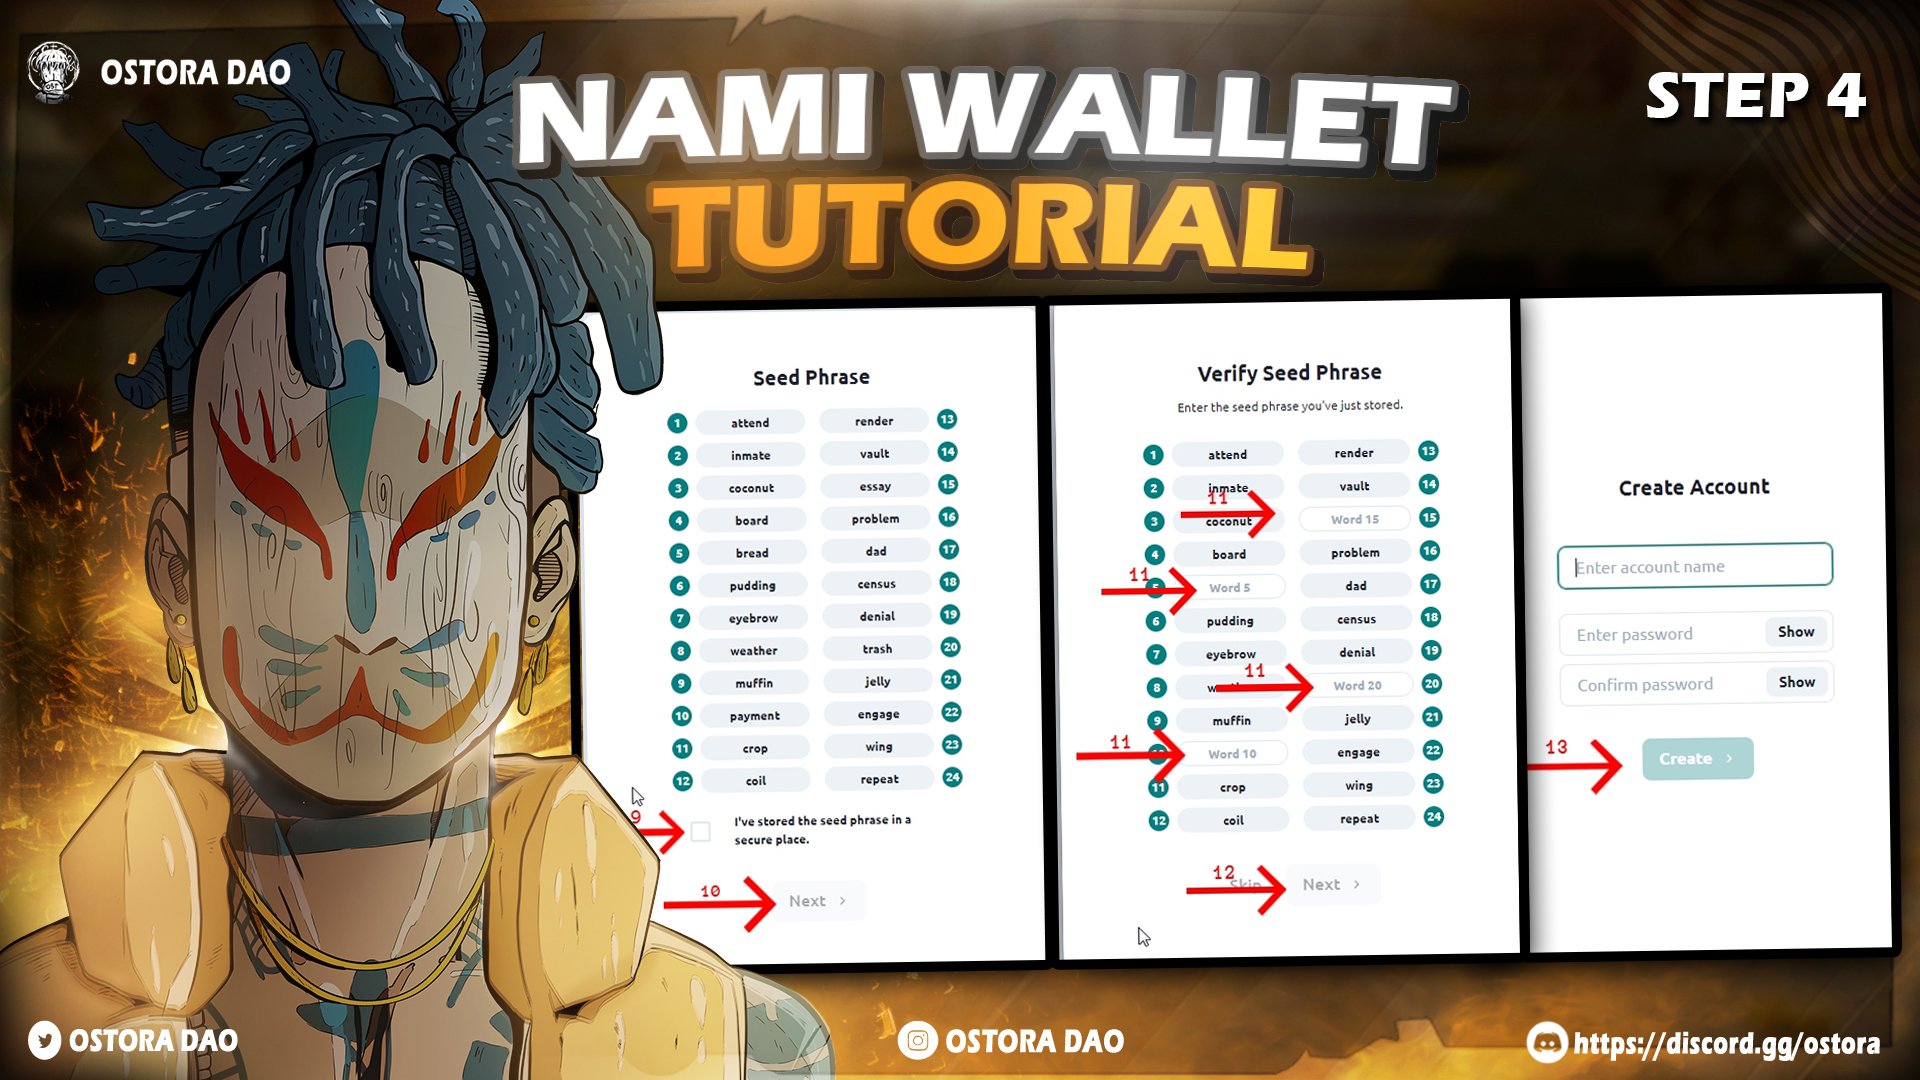 OSTORA DAO
NAMI WALLET
TUTORIAL
STEP 4
Seed Phrase
1 attend render 13
2 inmate vault 14
3 coconut essay 15
4 board problem 16
5 bread dad 17
6 pudding census 18
7 eyebrow denial 19
8 weather trash 20
9 muffin jelly 21
10 payment engage 22
11 crop wing 23
12 coil repeat 24
9
I've stored the seed phrase in a
secure place.
10
Next
Verify Seed Phrase
Enter the seed phrase you've just stored.
1 attend render 13
2 inmate vault 14
11
3 coconut Word 15 15
4 board problem 16
11
Word 5 dad 17
6 pudding census 18
7 eyebrow denial 19
11
8 Word 20 20
9 muffin jelly 21
11
Word 10 engage 22
11 crop wing 23
12 coil repeat 24
12
Skip Next
Create Account
Enter account name
Enter password Show
Confirm password Show
13
Create
OSTORA DAO
OSTORA DAO
https://discord.gg/ostora